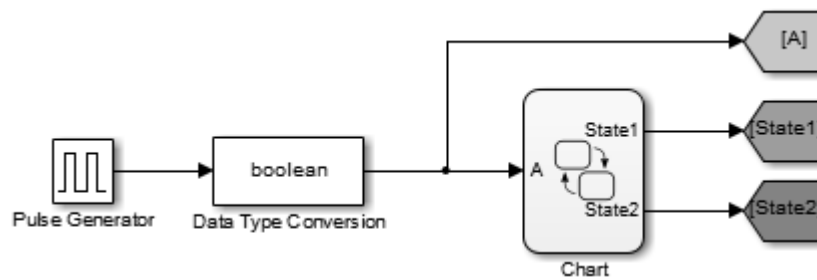 [A]
State1
[State1
boolean
A
State2
[State2
Pulse Generator
Data Type Conversion
Chart